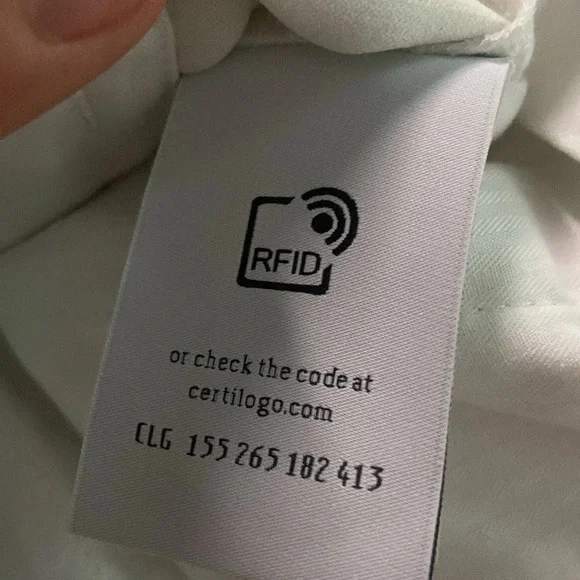 RFID
or check the code at
certilogo.com
CLG 155 265 182 413